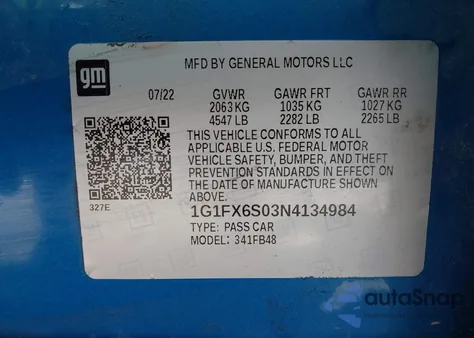 gm
MFD BY GENERAL MOTORS LLC
07/22 GVWR GAWR FRT GAWR RR
2063 KG 1035 KG 1027 KG
4547 LB 2282 LB 2265 LB
THIS VEHICLE CONFORMS TO ALL
APPLICABLE U.S. FEDERAL MOTOR
VEHICLE SAFETY, BUMPER, AND THEFT
PREVENTION STANDARDS IN EFFECT ON
THE DATE OF MANUFACTURE SHOWN
ABOVE.
327E
1G1FX6S03N4134984
TYPE: PASS CAR
MODEL: 341FB48
autoSnap